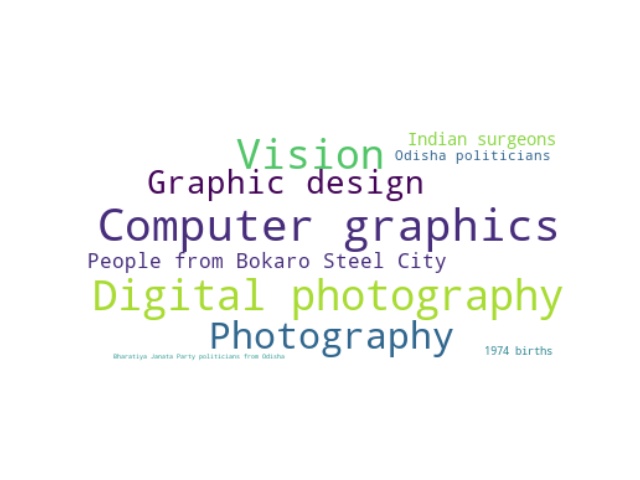 Indian surgeons
Vision
Odisha politicians
Graphic design
Computer graphics
People from Bokaro Steel City
Digital photography
Photography
1974 births
Bharatiya Janata Party politicians from Odisha